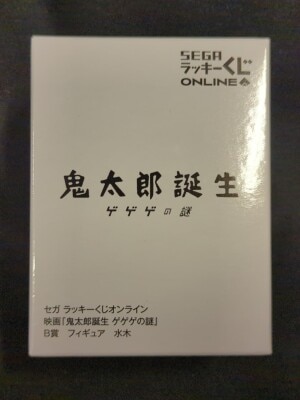 SEGA
ラッキーくじ
ONLINE
鬼太郎誕生
ゲゲゲの謎
セガ ラッキーくじオンライン
映画「鬼太郎誕生 ゲゲゲの謎」
B賞 フィギュア 水木